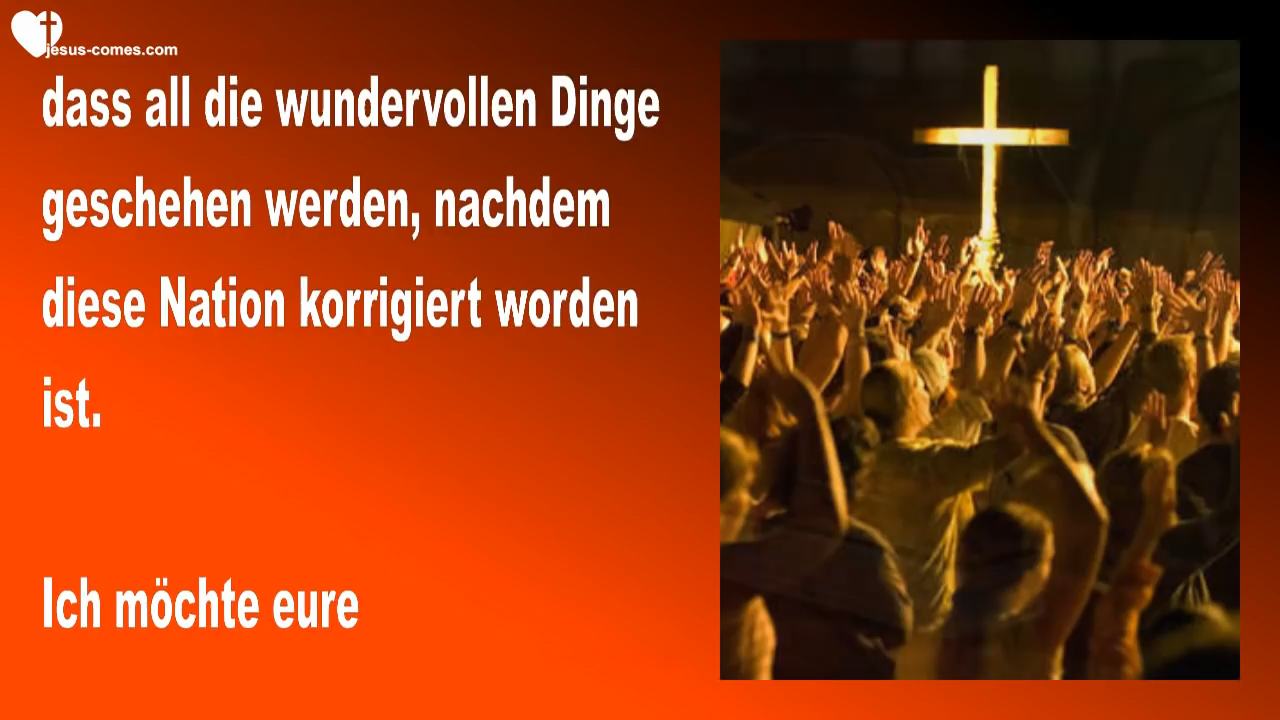 jesus-comes.com
dass all die wundervollen Dinge
geschehen werden, nachdem
diese Nation korrigiert worden
ist.
Ich möchte eure